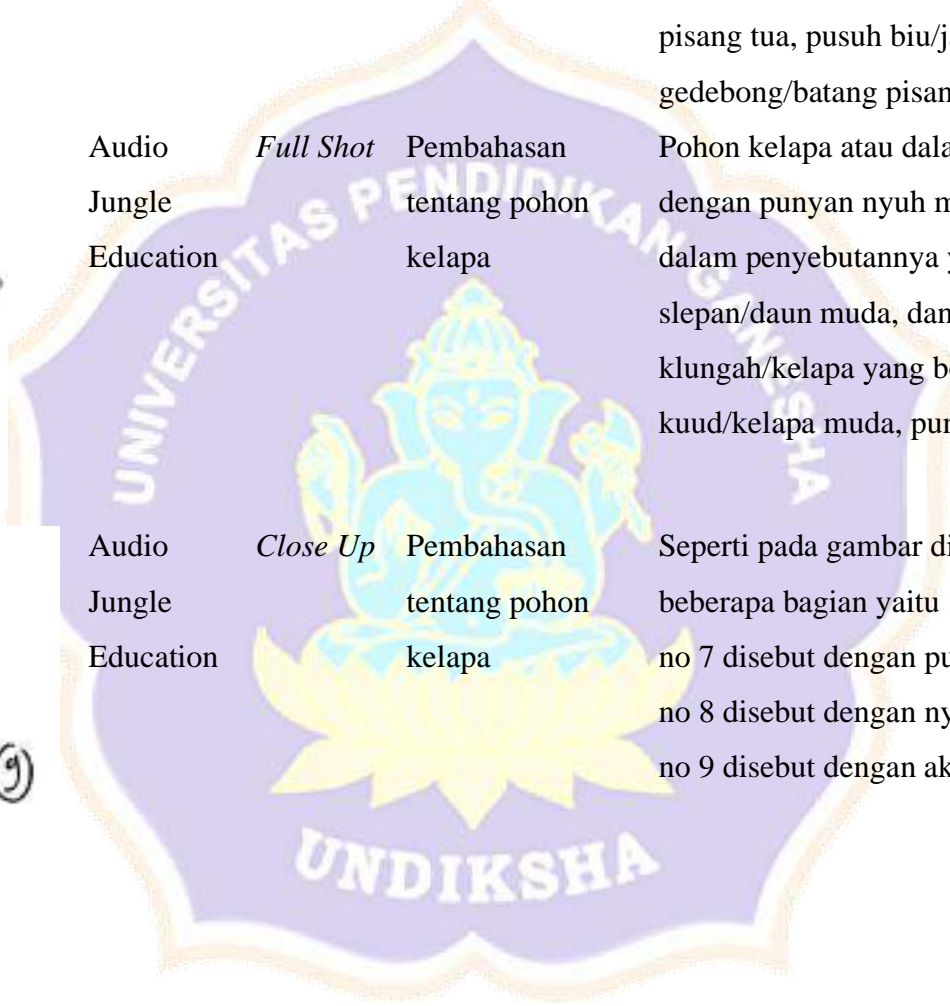 pisang tua, pusuh biu/j
gedebong/batang pisan
Audio Full Shot Pembahasan Pohon kelapa atau dala
Jungle tentang pohon dengan punyan nyuh m
Education kelapa dalam penyebutannya y
slepan/daun muda, dan
klungah/kelapa yang be
kuud/kelapa muda, pun
Audio Close Up Pembahasan Seperti pada gambar di
Jungle tentang pohon beberapa bagian yaitu
Education kelapa no 7 disebut dengan pu
no 8 disebut dengan ny
no 9 disebut dengan ak
9)
UNIVERSITAS PENDIDIKAN GANESHA
UNDIKSHA